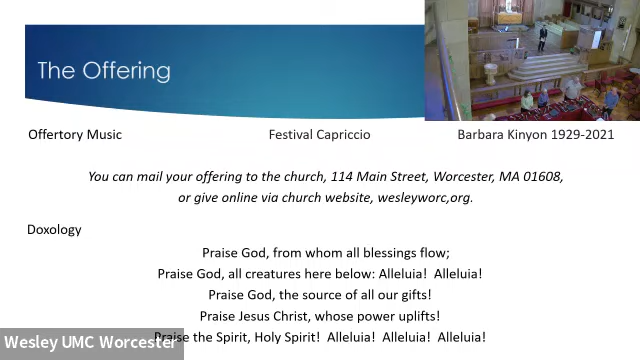 The Offering
Offertory Music Festival Capriccio Barbara Kinyon 1929-2021
You can mail your offering to the church, 114 Main Street, Worcester, MA 01608,
or give online via church website, wesleyworc,org.
Doxology
Praise God, from whom all blessings flow;
Praise God, all creatures here below: Alleluia! Alleluia!
Praise God, the source of all our gifts!
Praise Jesus Christ, whose power uplifts!
Praise the Spirit, Holy Spirit! Alleluia! Alleluia! Alleluia!
Wesley UMC Worcester